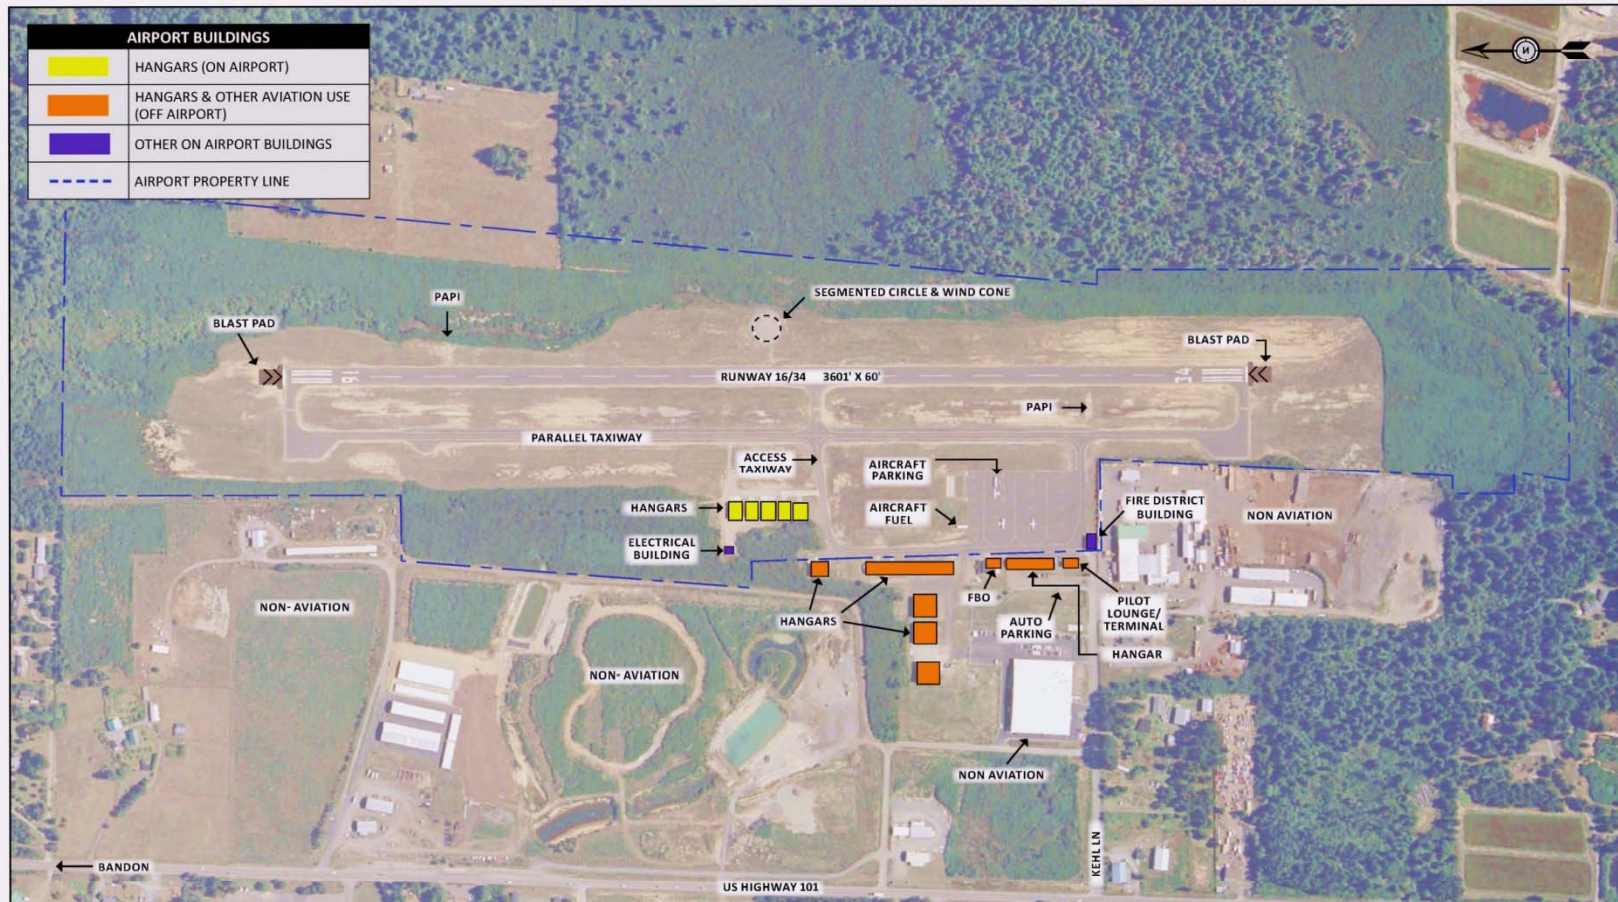 AIRPORT BUILDINGS
HANGARS (ON AIRPORT)
HANGARS & OTHER AVIATION USE
(OFF AIRPORT)
OTHER ON AIRPORT BUILDINGS
AIRPORT PROPERTY LINE
N
SEGMENTED CIRCLE & WIND CONE
PAPI
BLAST PAD
BLAST PAD
16
RUNWAY 16/34 3601' X 60'
34
PAPI
PARALLEL TAXIWAY
ACCESS
TAXIWAY
AIRCRAFT
PARKING
HANGARS
AIRCRAFT
FUEL
FIRE DISTRICT
BUILDING
NON AVIATION
ELECTRICAL
BUILDING
NON- AVIATION
FBO
PILOT
LOUNGE/
TERMINAL
HANGARS
AUTO
PARKING
HANGAR
NON- AVIATION
NON AVIATION
KEHL LN
BANDON
US HIGHWAY 101